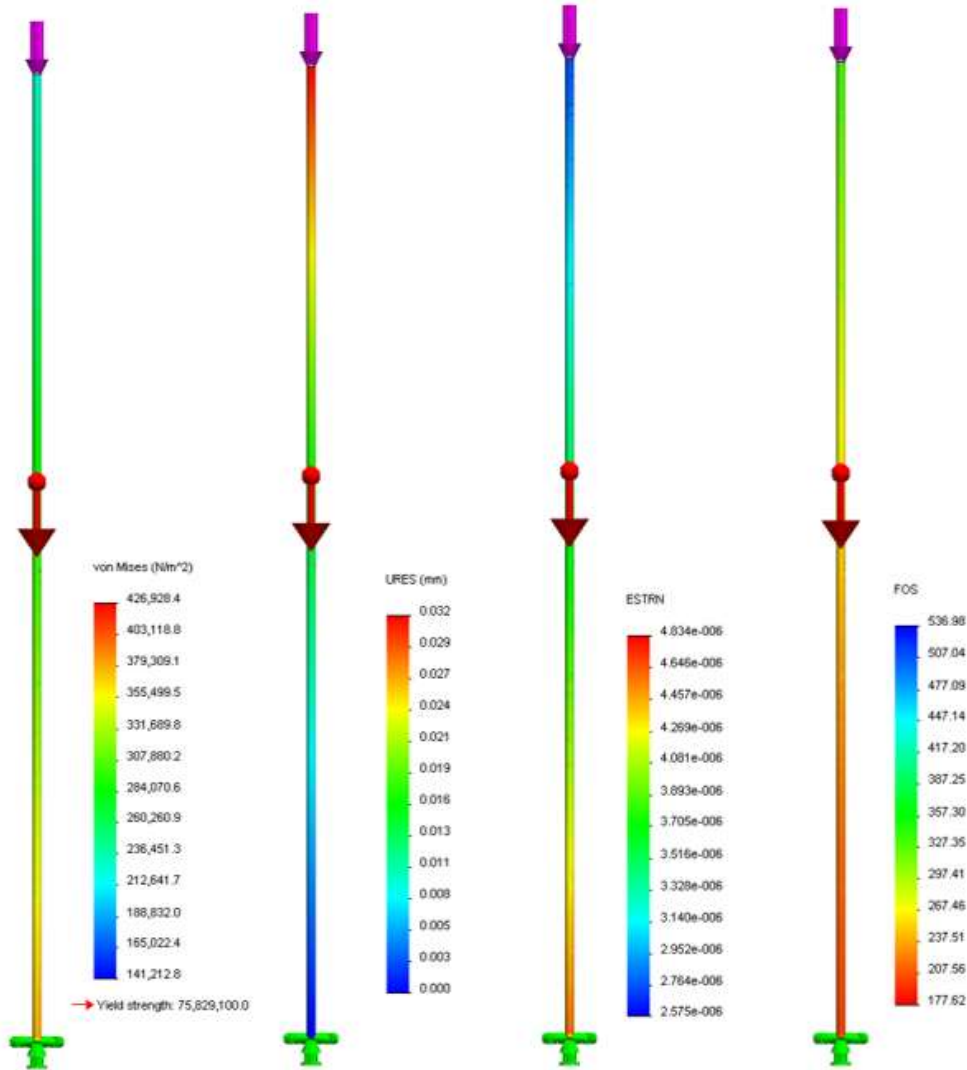 von Mises (N/m^2)
426,928.4
403,118.8
379,309.1
355,499.5
331,689.8
307,880.2
284,070.6
260,260.9
236,451.3
212,641.7
188,832.0
165,022.4
141,212.8
Yield strength: 75,829,100.0
URES (mm)
0.032
0.029
0.027
0.024
0.021
0.019
0.016
0.013
0.011
0.008
0.005
0.003
0.000
ESTRN
4.834e-006
4.646e-006
4.457e-006
4.269e-006
4.081e-006
3.893e-006
3.705e-006
3.516e-006
3.328e-006
3.140e-006
2.952e-006
2.764e-006
2.575e-006
FOS
536.98
507.04
477.09
447.14
417.20
387.25
357.30
327.35
297.41
267.46
237.51
207.56
177.62